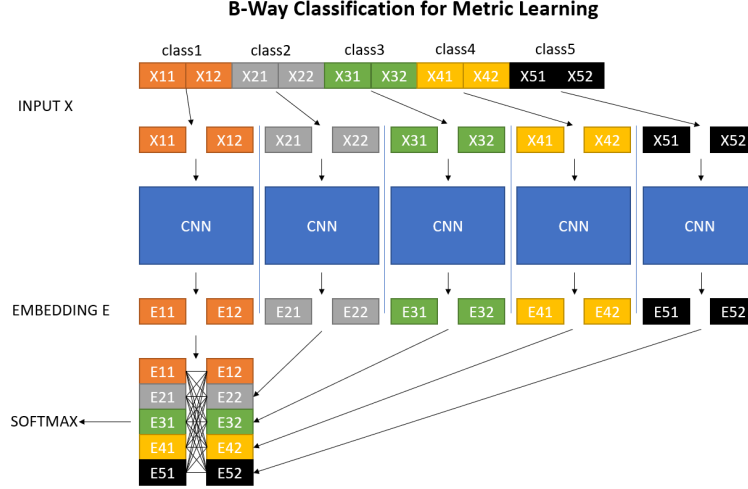 B-Way Classification for Metric Learning
class1 class2 class3 class4 class5
X11 X12 X21 X22 X31 X32 X41 X42 X51 X52
INPUT X
X11 X12 X21 X22 X31 X32 X41 X42 X51 X52
CNN CNN CNN CNN CNN
EMBEDDING E E11 E12 E21 E22 E31 E32 E41 E42 E51 E52
E11 E12
E21 E22
SOFTMAX E31 E32
E41 E42
E51 E52